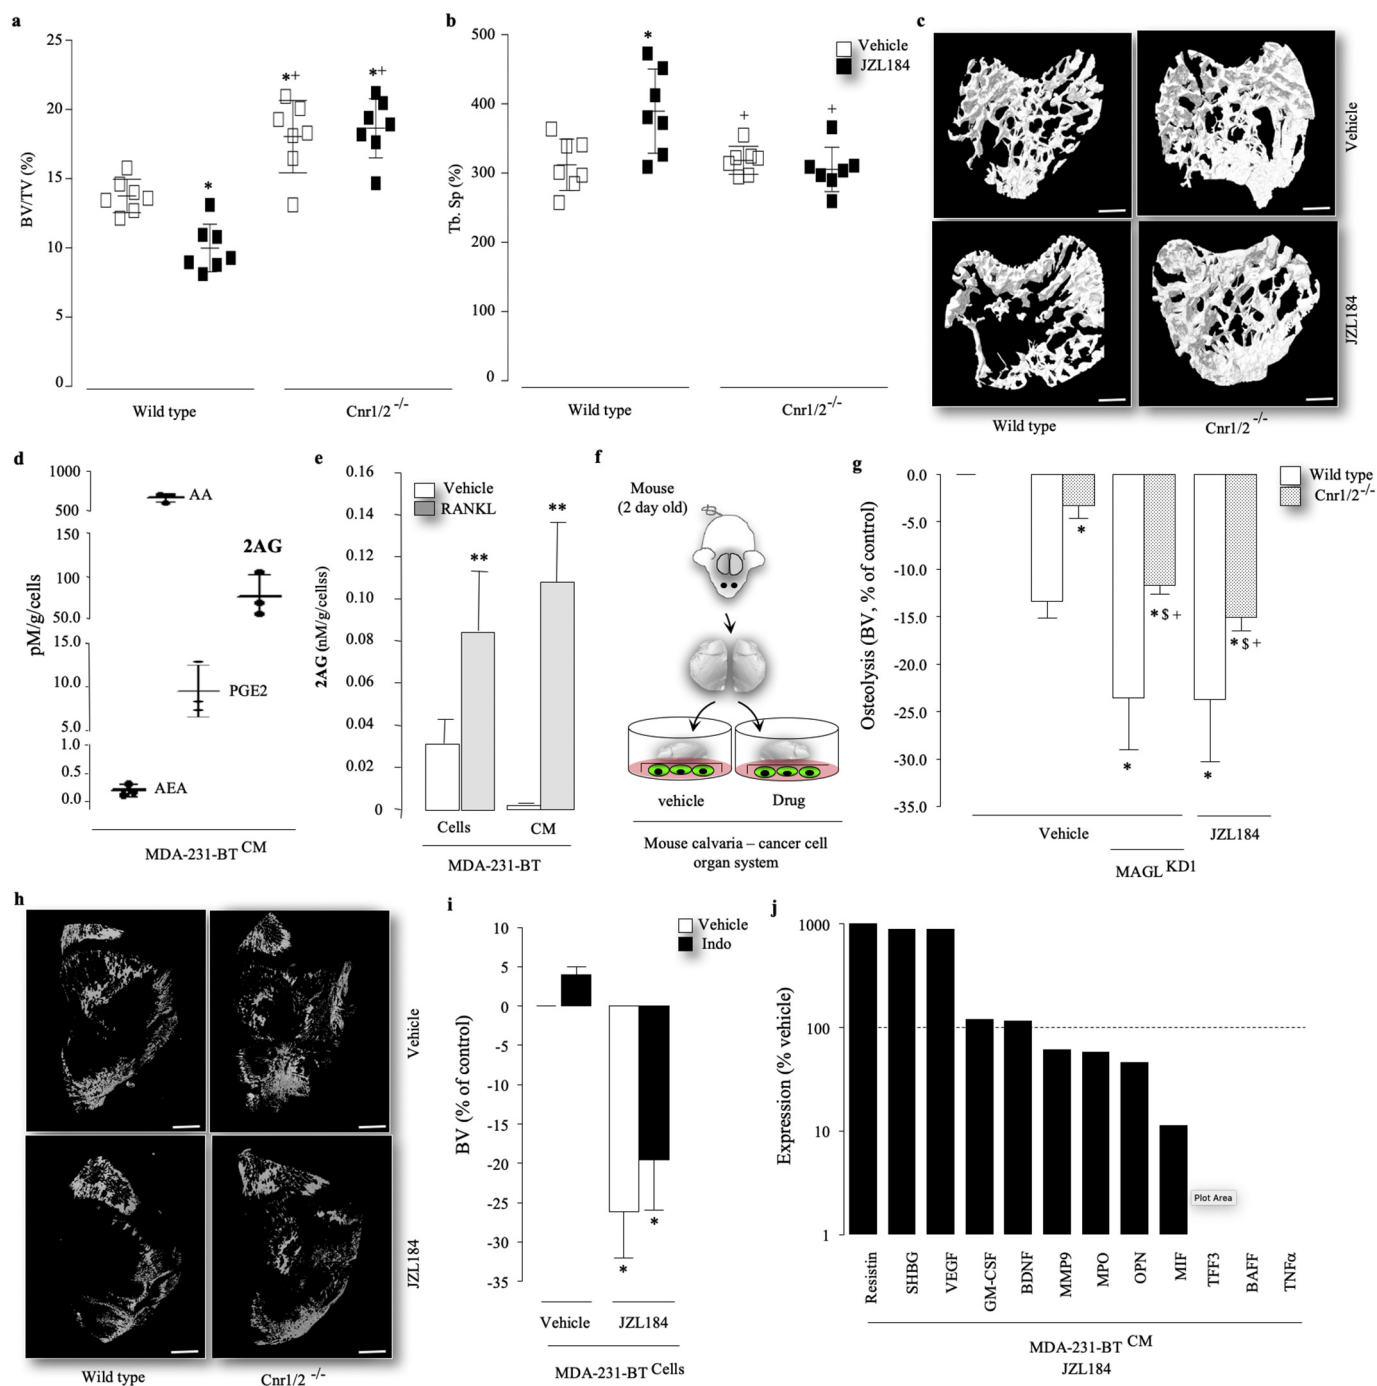 a
25
20
15
10
5
0
BV/TV (%)
*
*+
*+
Wild type
Cnr1/2 -/-
b
500
400
300
200
100
0
Tb. Sp (%)
*
+
+
Vehicle
JZL184
Wild type
Cnr1/2 -/-
c
Vehicle
JZL184
Wild type
Cnr1/2 -/-
d
1000
500
150
100
50.0
15.0
10.0
5.0
1.0
0.5
0.0
pM/g/cells
AA
2AG
PGE2
AEA
MDA-231-BT CM
e
0.16
0.14
0.12
0.10
0.08
0.06
0.04
0.02
0
2AG (nM/g/cellss)
Vehicle
RANKL
**
**
Cells
CM
MDA-231-BT
f
Mouse
(2 day old)
vehicle
Drug
Mouse calvaria – cancer cell
organ system
g
0.0
-5.0
-10.0
-15.0
-20.0
-25.0
-30.0
-35.0
Osteolysis (BV, % of control)
Wild type
Cnr1/2-/-
*
* $ +
* $ +
*
*
Vehicle
JZL184
MAGL KD1
h
Vehicle
JZL184
Wild type
Cnr1/2 -/-
i
10
5
0
-5
-10
-15
-20
-25
-30
-35
BV (% of control)
Vehicle
Indo
*
*
Vehicle
JZL184
MDA-231-BT Cells
j
1000
100
10
1
Expression (% vehicle)
Plot Area
Resistin
SHBG
VEGF
GM-CSF
BDNF
MMP9
MPO
OPN
MIF
TFF3
BAFF
TNFα
MDA-231-BT CM
JZL184